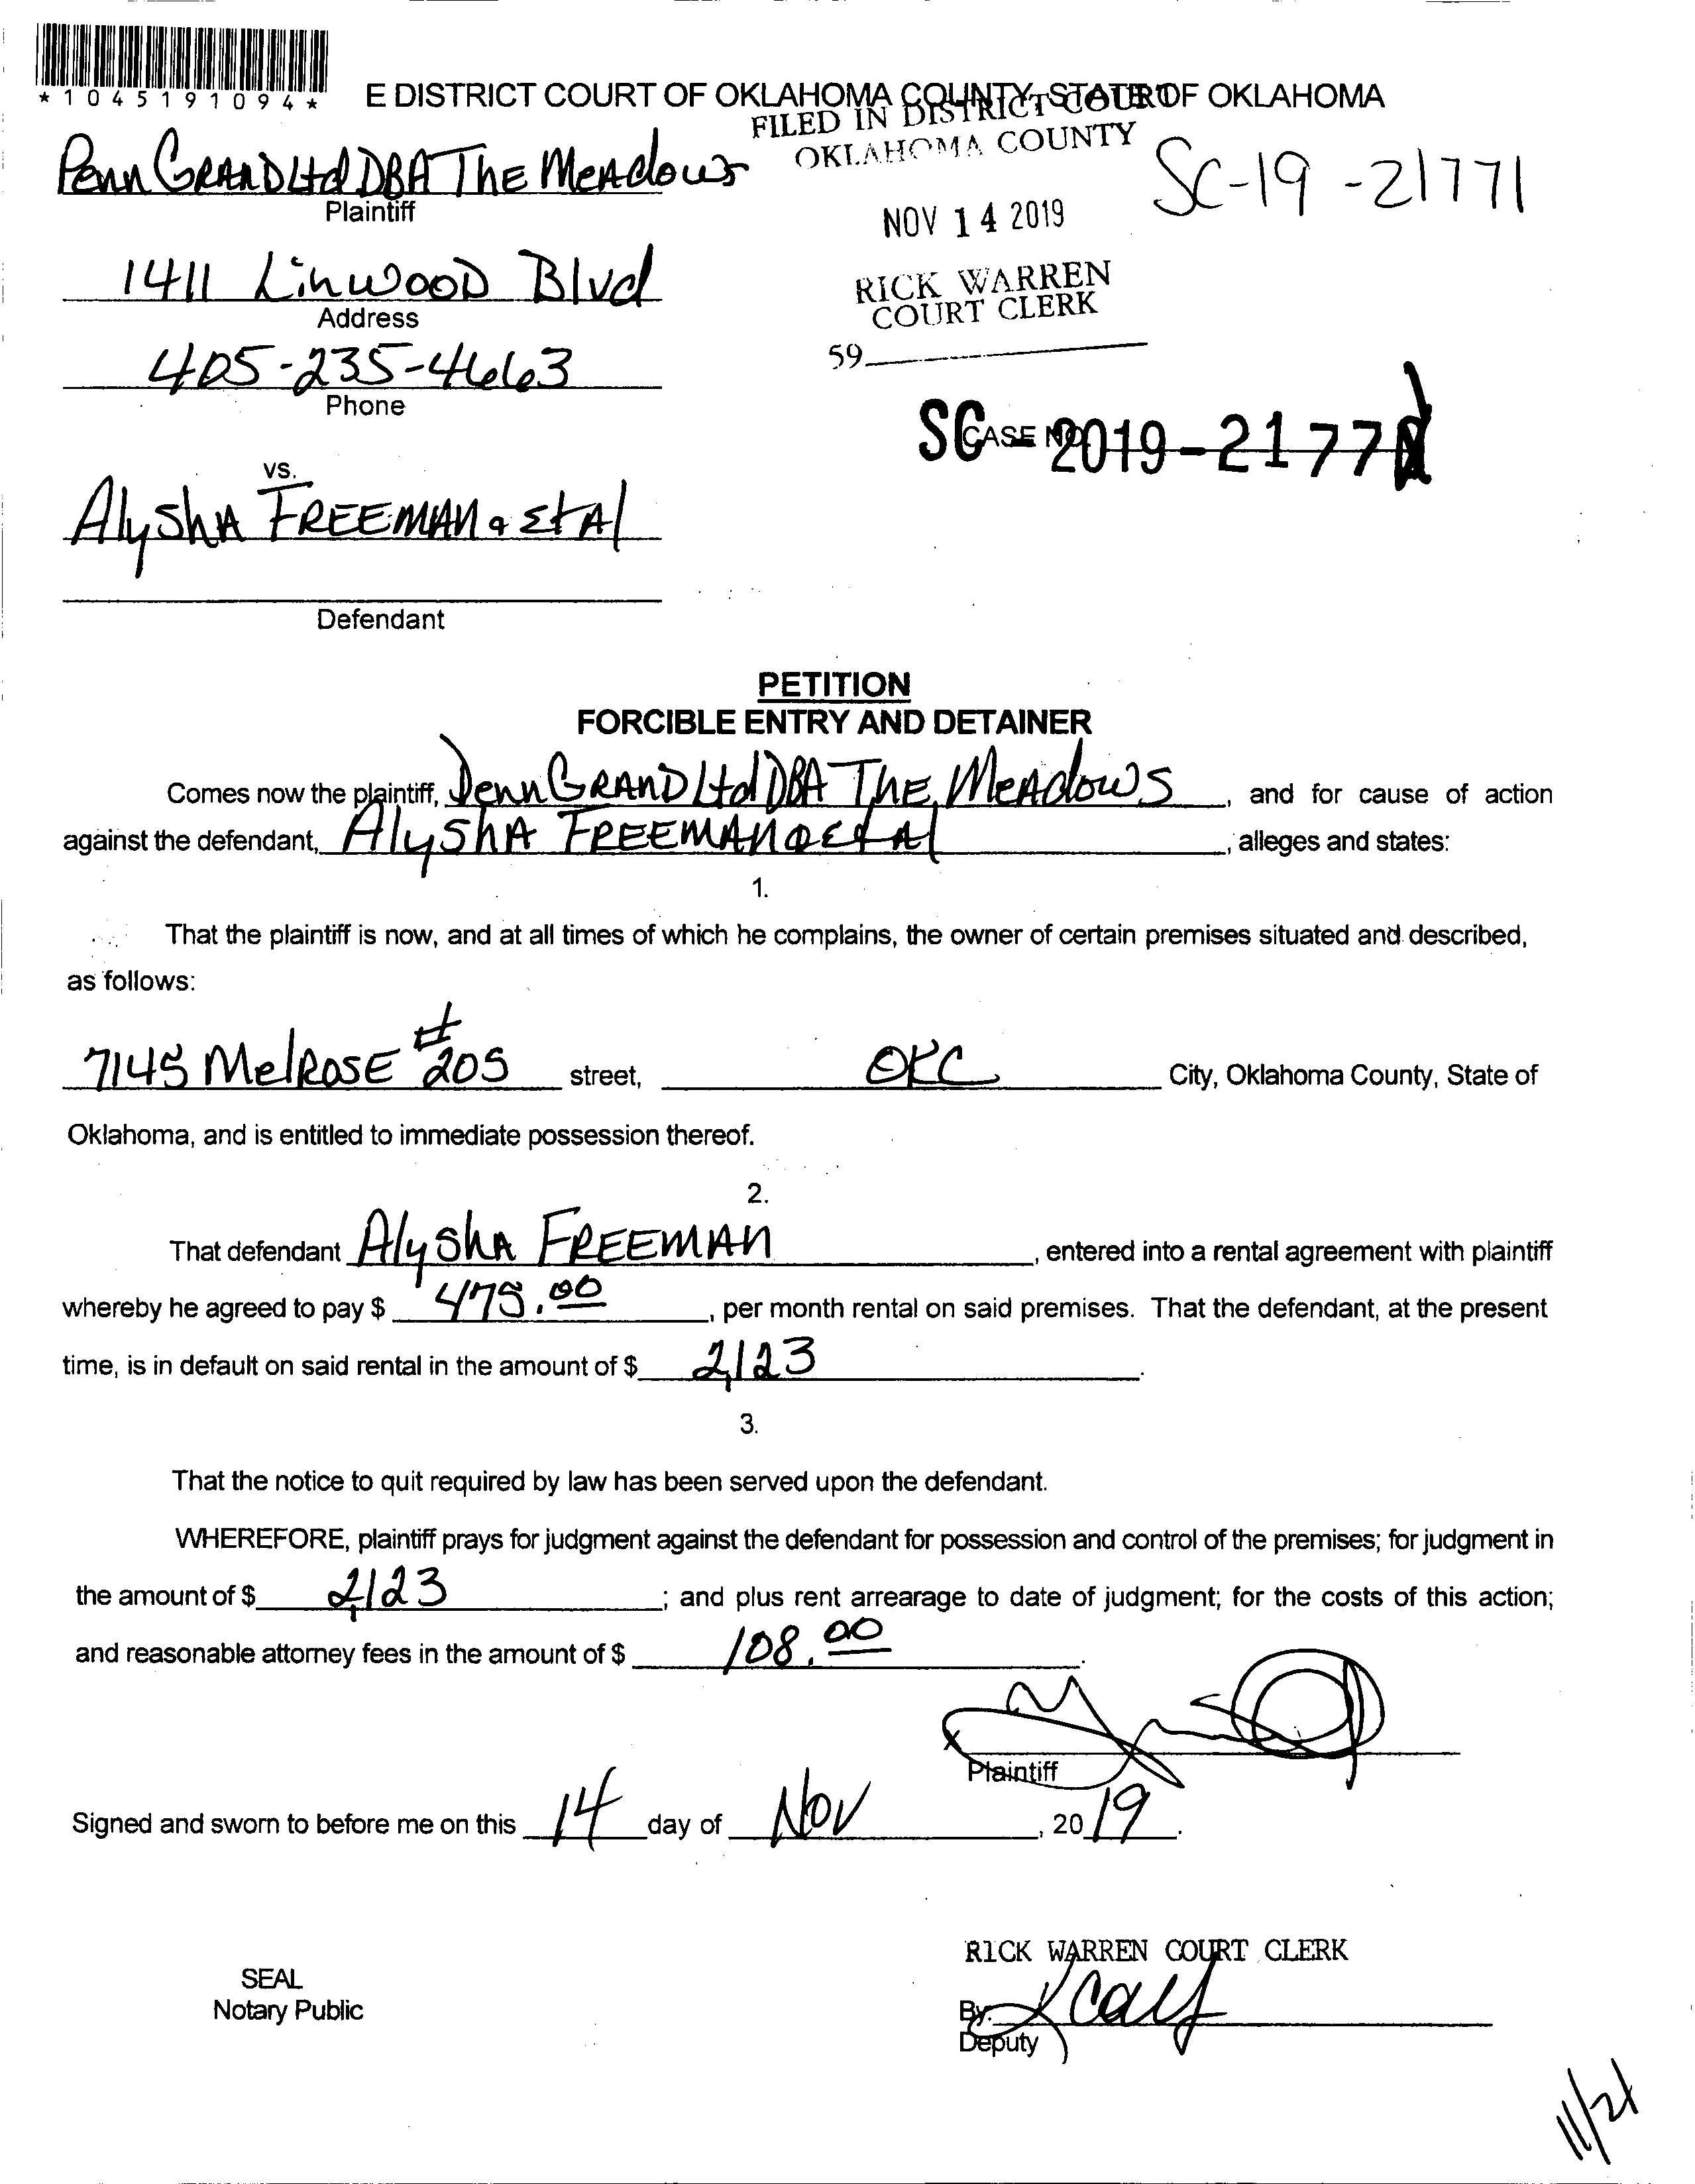 *1045191094*
E DISTRICT COURT OF OKLAHOMA COUNTY, STATE OF OKLAHOMA
FILED IN DISTRICT COURT
OKLAHOMA COUNTY
Penn GRAND Ltd DBA The MeAdows
SC-19-21771
Plaintiff
NOV 14 2019
1411 LinwooD Blvd
RICK WARREN
COURT CLERK
Address
405-235-4663
59
Phone
CASE NO.
SC-2019-2177
vs.
AlyshA FREEMAN & Et Al
Defendant
PETITION
FORCIBLE ENTRY AND DETAINER
Comes now the plaintiff, Penn GRAND Ltd DBA The MeAdows, and for cause of action
against the defendant, AlyshA FREEMAN & Et Al, alleges and states:
1.
That the plaintiff is now, and at all times of which he complains, the owner of certain premises situated and described,
as follows:
7145 MelRosE #205 street, OKC City, Oklahoma County, State of
Oklahoma, and is entitled to immediate possession thereof.
2.
That defendant AlyshA FREEMAN, entered into a rental agreement with plaintiff
whereby he agreed to pay $ 475.00, per month rental on said premises. That the defendant, at the present
time, is in default on said rental in the amount of $ 2,123.
3.
That the notice to quit required by law has been served upon the defendant.
WHEREFORE, plaintiff prays for judgment against the defendant for possession and control of the premises; for judgment in
the amount of $ 2,123; and plus rent arrearage to date of judgment; for the costs of this action;
and reasonable attorney fees in the amount of $ 108.00.
X
Plaintiff
Signed and sworn to before me on this 14 day of Nov, 20 19.
RICK WARREN COURT CLERK
SEAL
Notary Public
By:
Deputy
11/21